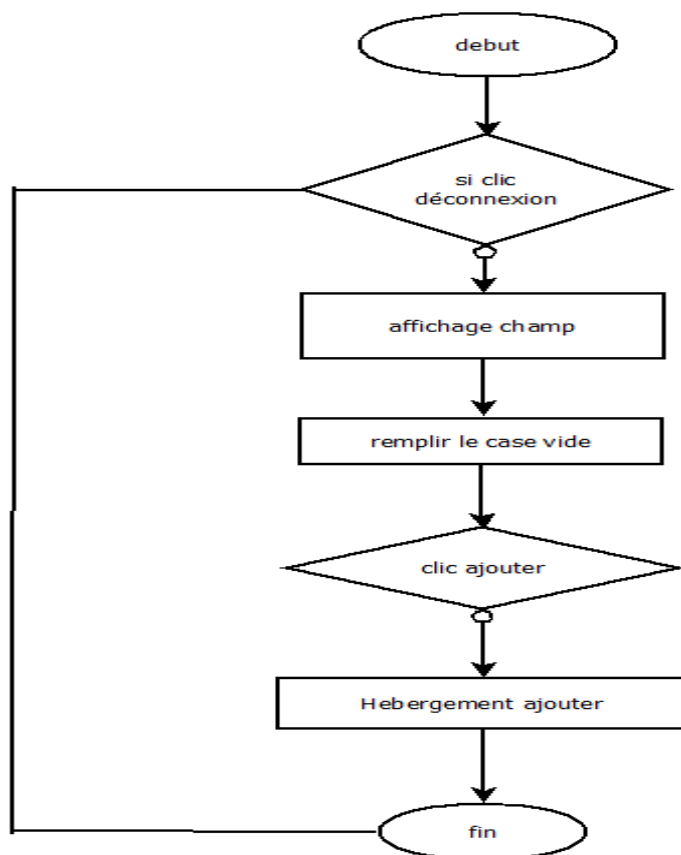 debut
si clic
déconnexion
affichage champ
remplir le case vide
clic ajouter
Hebergement ajouter
fin